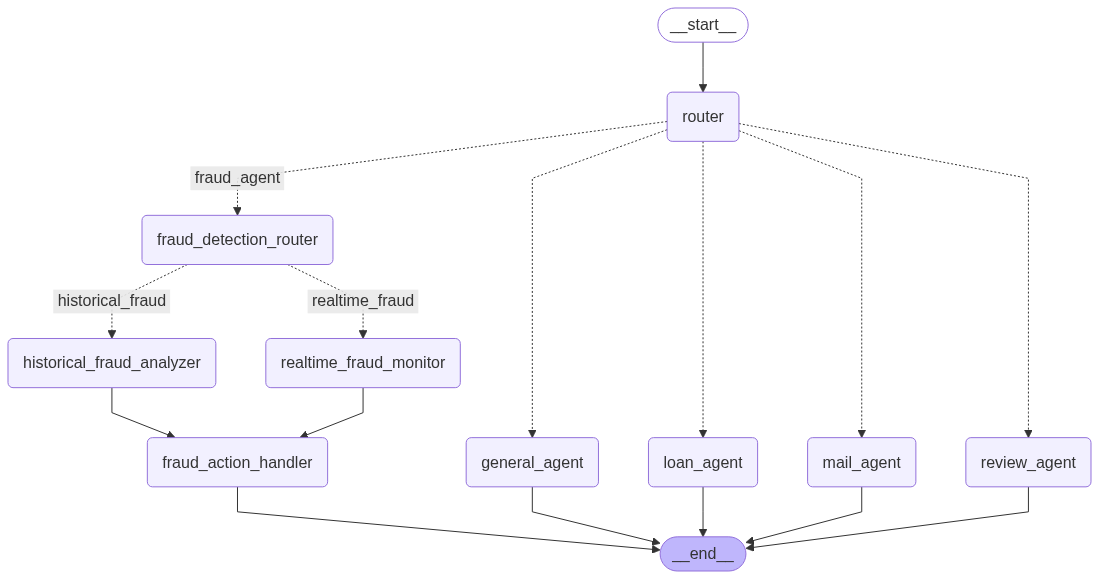 __start__
router
fraud_agent
fraud_detection_router
historical_fraud
realtime_fraud
historical_fraud_analyzer
realtime_fraud_monitor
fraud_action_handler
general_agent
loan_agent
mail_agent
review_agent
__end__